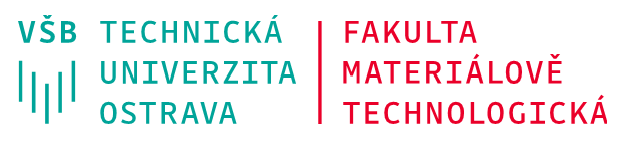 VŠB TECHNICKÁ
UNIVERZITA
OSTRAVA
FAKULTA
MATERIÁLOVĚ
TECHNOLOGICKÁ